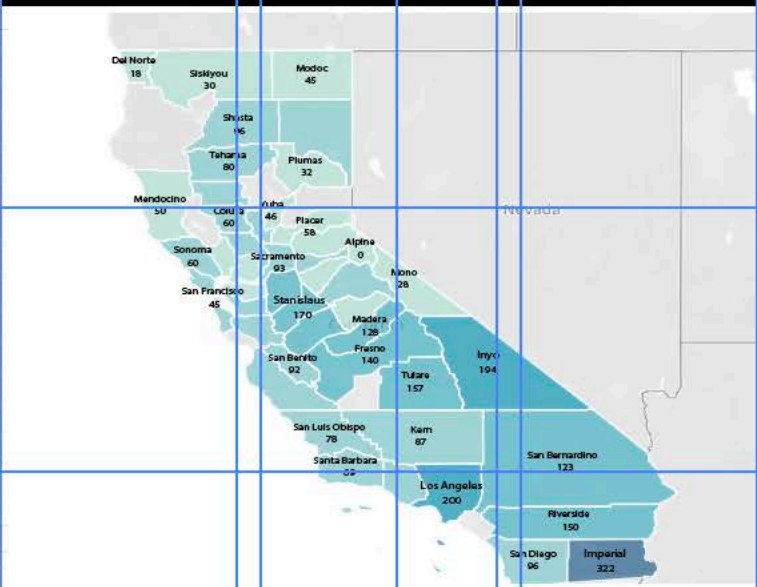 Del Norte
18
Siskiyou
30
Modoc
45
Shasta
96
Tehama
80
Plumas
32
Mendocino
50
Colusa
60
Yuba
46
Placer
58
Nevada
Sonoma
60
Sacramento
93
Alpine
0
Mono
28
San Francisco
45
Stanislaus
170
Madera
128
Fresno
140
San Benito
92
Inyo
194
Tulare
157
San Luis Obispo
78
Kern
87
San Bernardino
123
Santa Barbara
Los Angeles
200
Riverside
150
San Diego
96
Imperial
322